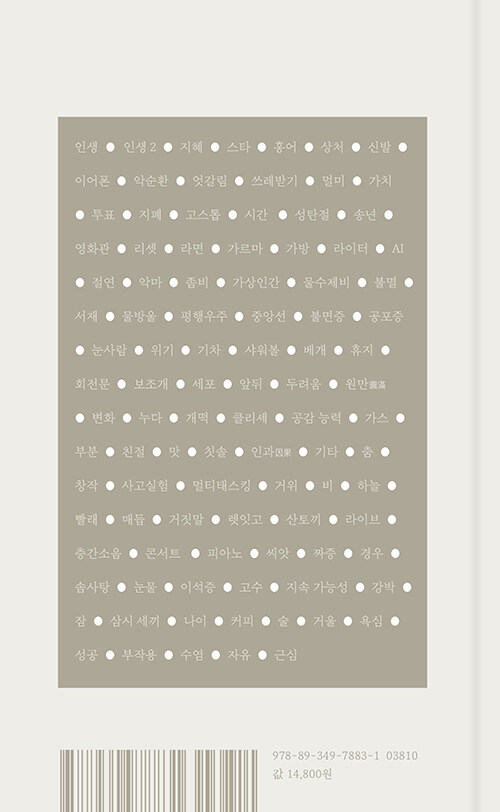 인생 ● 인생 2 ● 지혜 ● 스타 ● 홍어 ● 상처 ● 신발 ●
이어폰 ● 악순환 ● 엇갈림 ● 쓰레받기 ● 멀미 ● 가치
● 투표 ● 지폐 ● 고스톱 ● 시간 ● 성탄절 ● 송년 ●
영화관 ● 리셋 ● 라면 ● 가르마 ● 가방 ● 라이터 ● AI
● 절연 ● 악마 ● 좀비 ● 가상인간 ● 물수제비 ● 불멸 ●
서재 ● 물방울 ● 평행우주 ● 중앙선 ● 불면증 ● 공포증
● 눈사람 ● 위기 ● 기차 ● 샤워볼 ● 베개 ● 휴지 ●
회전문 ● 보조개 ● 세포 ● 앞뒤 ● 두려움 ● 원만圓滿
● 변화 ● 누다 ● 개떡 ● 클리셰 ● 공감 능력 ● 가스 ●
부분 ● 친절 ● 맛 ● 칫솔 ● 인과因果 ● 기타 ● 춤 ●
창작 ● 사고실험 ● 멀티태스킹 ● 거위 ● 비 ● 하늘 ●
빨래 ● 매듭 ● 거짓말 ● 렛잇고 ● 산토끼 ● 라이브 ●
층간소음 ● 콘서트 ● 피아노 ● 씨앗 ● 짜증 ● 경우 ●
솜사탕 ● 눈물 ● 이석증 ● 고수 ● 지속 가능성 ● 강박 ●
잠 ● 삼시 세끼 ● 나이 ● 커피 ● 술 ● 거울 ● 욕심 ●
성공 ● 부작용 ● 수염 ● 자유 ● 근심
978-89-349-7883-1 03810
값 14,800원